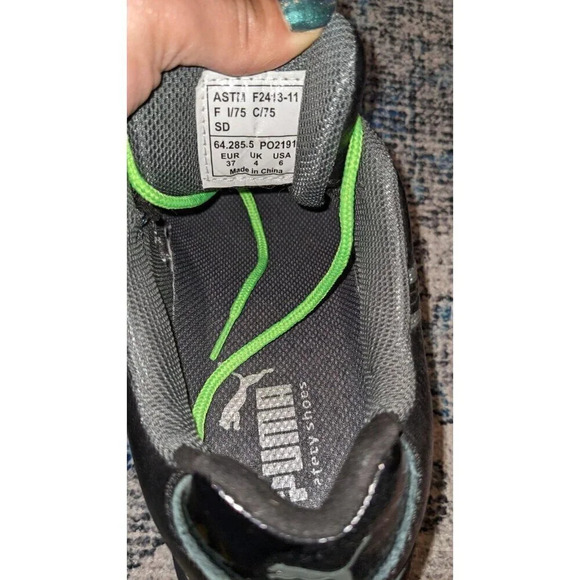 ASTM F2413-11
F I/75 C/75
SD
64.285.5 PO2191
EUR UK USA
37 4 6
Made in China
PUMA
afety shoes